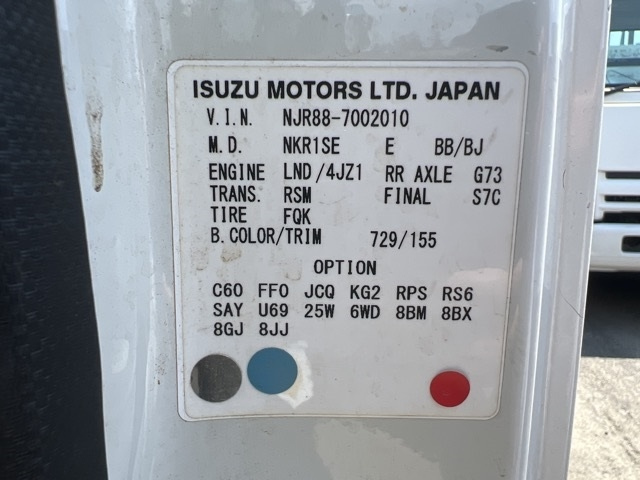 ISUZU MOTORS LTD. JAPAN
V.I.N. NJR88-7002010
M.D. NKR1SE E BB/BJ
ENGINE LND/4JZ1 RR AXLE G73
TRANS. RSM FINAL S7C
TIRE FQK
B.COLOR/TRIM 729/155
OPTION
C60 FF0 JCQ KG2 RPS RS6
SAY U69 25W 6WD 8BM 8BX
8GJ 8JJ